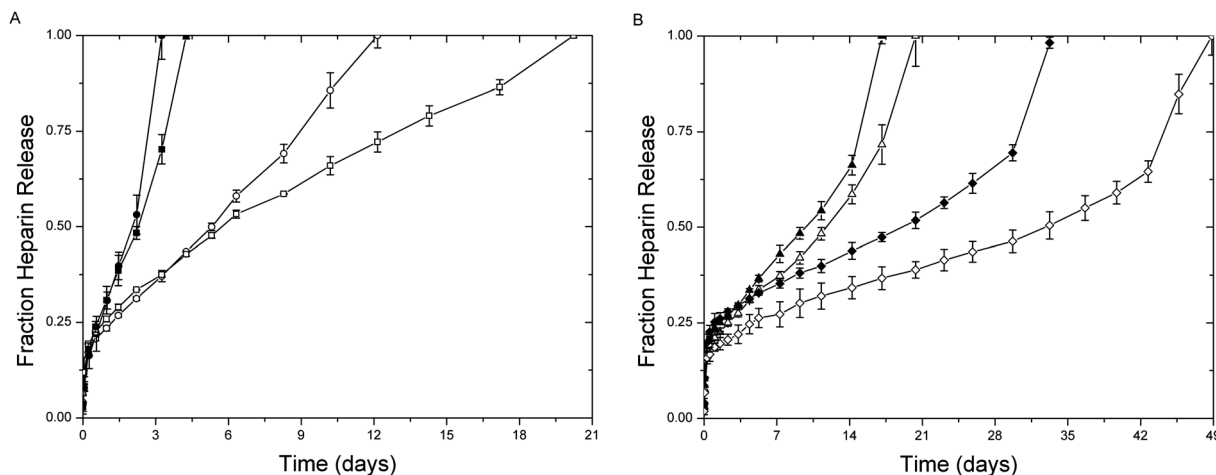 A
Fraction Heparin Release
1.00
0.75
0.50
0.25
0.00
0 3 6 9 12 15 18 21
Time (days)
B
Fraction Heparin Release
1.00
0.75
0.50
0.25
0.00
0 7 14 21 28 35 42 49
Time (days)